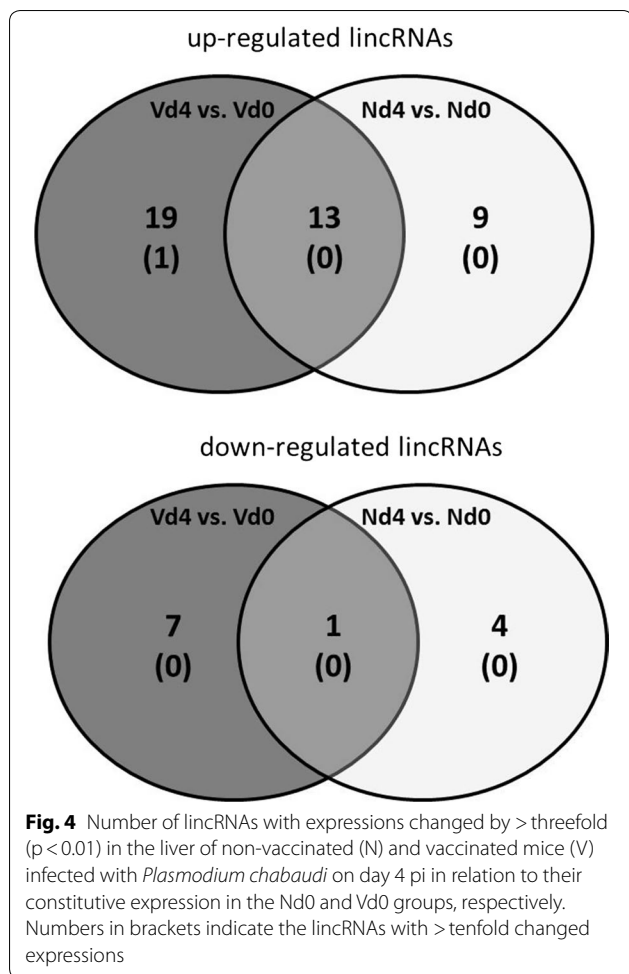 up-regulated lincRNAs
Vd4 vs. Vd0 Nd4 vs. Nd0
19 13 9
(1) (0) (0)
down-regulated lincRNAs
Vd4 vs. Vd0 Nd4 vs. Nd0
7 1 4
(0) (0) (0)
Fig. 4 Number of lincRNAs with expressions changed by > threefold
(p < 0.01) in the liver of non-vaccinated (N) and vaccinated mice (V)
infected with Plasmodium chabaudi on day 4 pi in relation to their
constitutive expression in the Nd0 and Vd0 groups, respectively.
Numbers in brackets indicate the lincRNAs with > tenfold changed
expressions